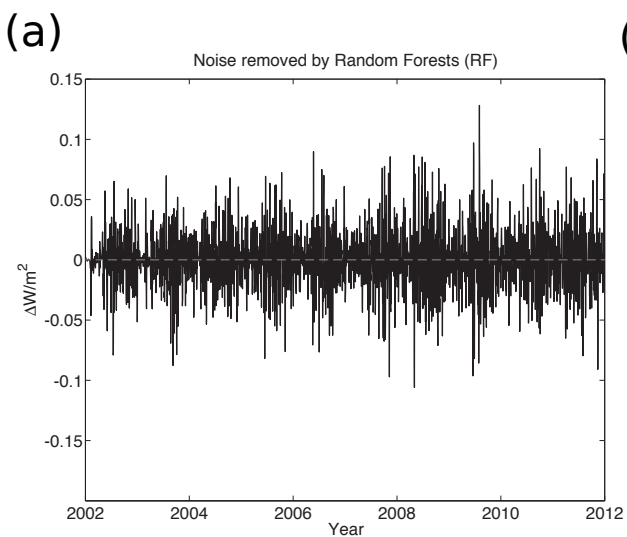 (a)
(
Noise removed by Random Forests (RF)
0.15
0.1
0.05
0
-0.05
-0.1
-0.15
ΔW/m²
2002 2004 2006 2008 2010 2012
Year